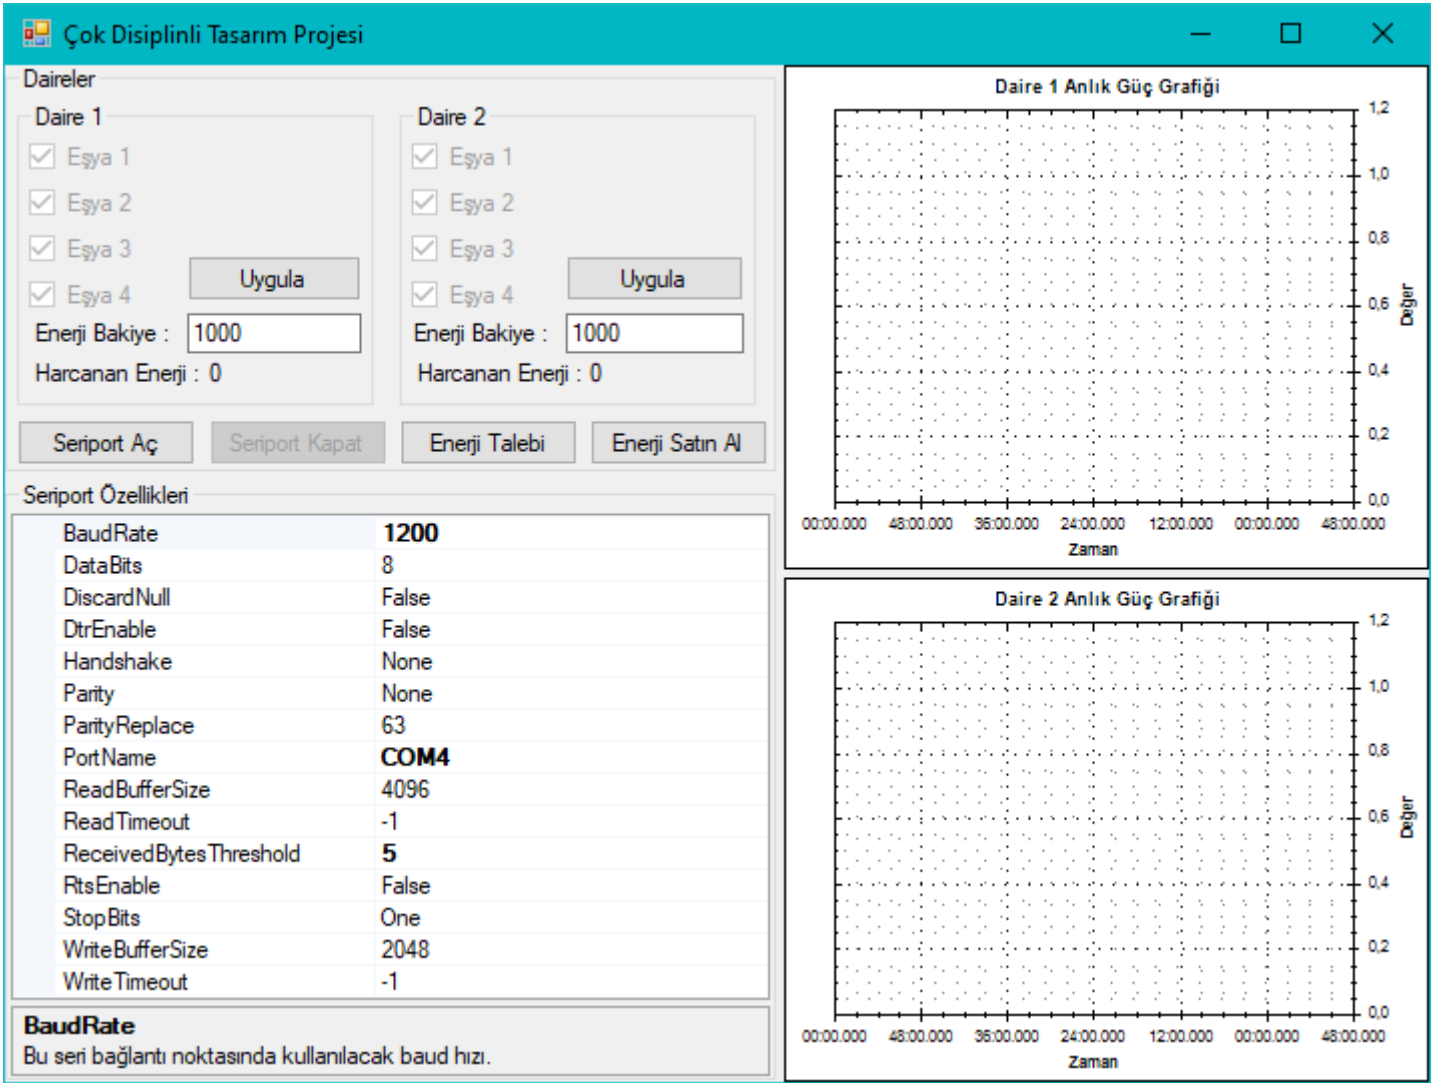 Çok Disiplinli Tasarım Projesi
Daireler
Daire 1
Eşya 1
Eşya 2
Eşya 3
Eşya 4
Uygula
Enerji Bakiye : 1000
Harcanan Enerji : 0
Daire 2
Eşya 1
Eşya 2
Eşya 3
Eşya 4
Uygula
Enerji Bakiye : 1000
Harcanan Enerji : 0
Seriport Aç Seriport Kapat Enerji Talebi Enerji Satın Al
Seriport Özellikleri
BaudRate 1200
DataBits 8
DiscardNull False
DtrEnable False
Handshake None
Parity None
ParityReplace 63
PortName COM4
ReadBufferSize 4096
ReadTimeout -1
ReceivedBytesThreshold 5
RtsEnable False
StopBits One
WriteBufferSize 2048
WriteTimeout -1
BaudRate
Bu seri bağlantı noktasında kullanılacak baud hızı.
Daire 1 Anlık Güç Grafiği
1,2
1,0
0,8
0,6
0,4
0,2
0,0
Değer
00:00.000 48:00.000 36:00.000 24:00.000 12:00.000 00:00.000 48:00.000
Zaman
Daire 2 Anlık Güç Grafiği
1,2
1,0
0,8
0,6
0,4
0,2
0,0
Değer
00:00.000 48:00.000 36:00.000 24:00.000 12:00.000 00:00.000 48:00.000
Zaman